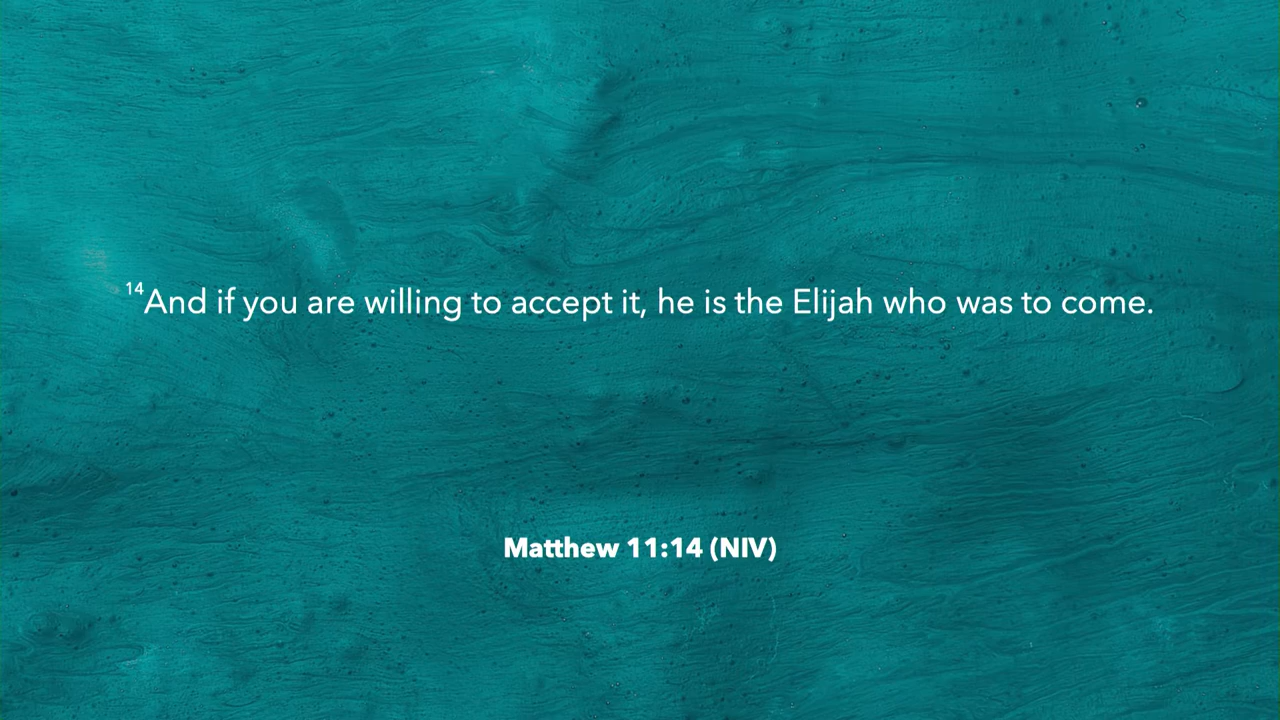 14And if you are willing to accept it, he is the Elijah who was to come.
Matthew 11:14 (NIV)